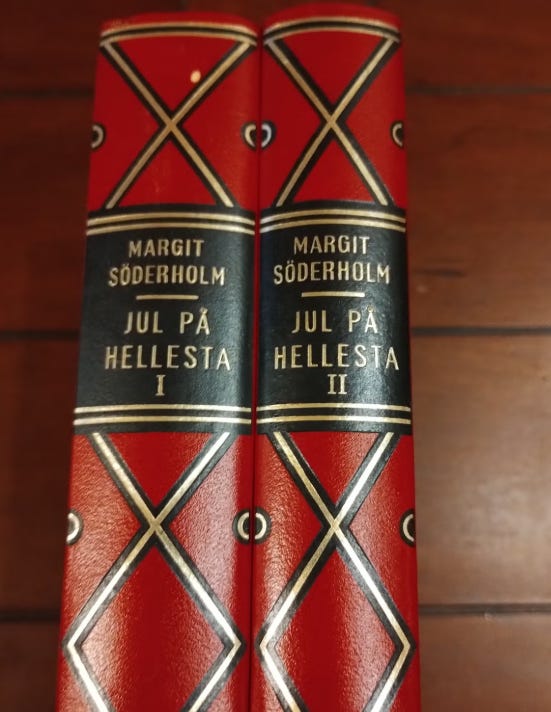 MARGIT
SÖDERHOLM
JUL PÅ
HELLESTA
I
MARGIT
SÖDERHOLM
JUL PÅ
HELLESTA
II